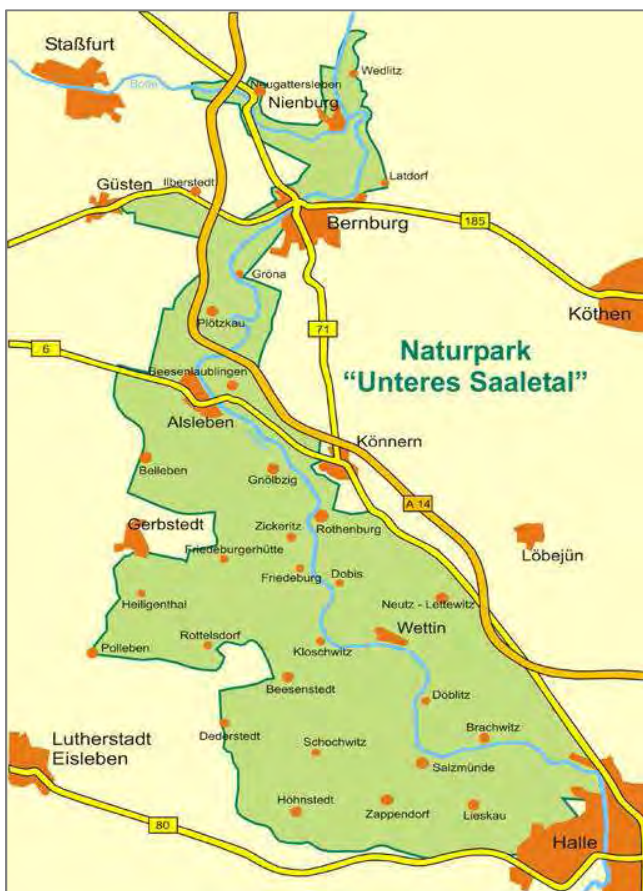 Staßfurt
Wedlitz
Bode
Neugattersleben
Nienburg
Ilberstedt
Latdorf
Güsten
Bernburg
185
Gröna
Köthen
Plötzkau
71
6
Naturpark
“Unteres Saaletal”
Beesenlaublingen
Alsleben
Könnern
Belleben
Gnölbzig
A 14
Gerbstedt
Zickeritz
Rothenburg
Löbejün
Friedeburgerhütte
Friedeburg
Dobis
Heiligenthal
Neutz - Lettewitz
Wettin
Polleben
Rottelsdorf
Kloschwitz
Beesenstedt
Döblitz
Dederstedt
Brachwitz
Lutherstadt
Eisleben
Schochwitz
Salzmünde
Höhnstedt
Zappendorf
Lieskau
80
Halle